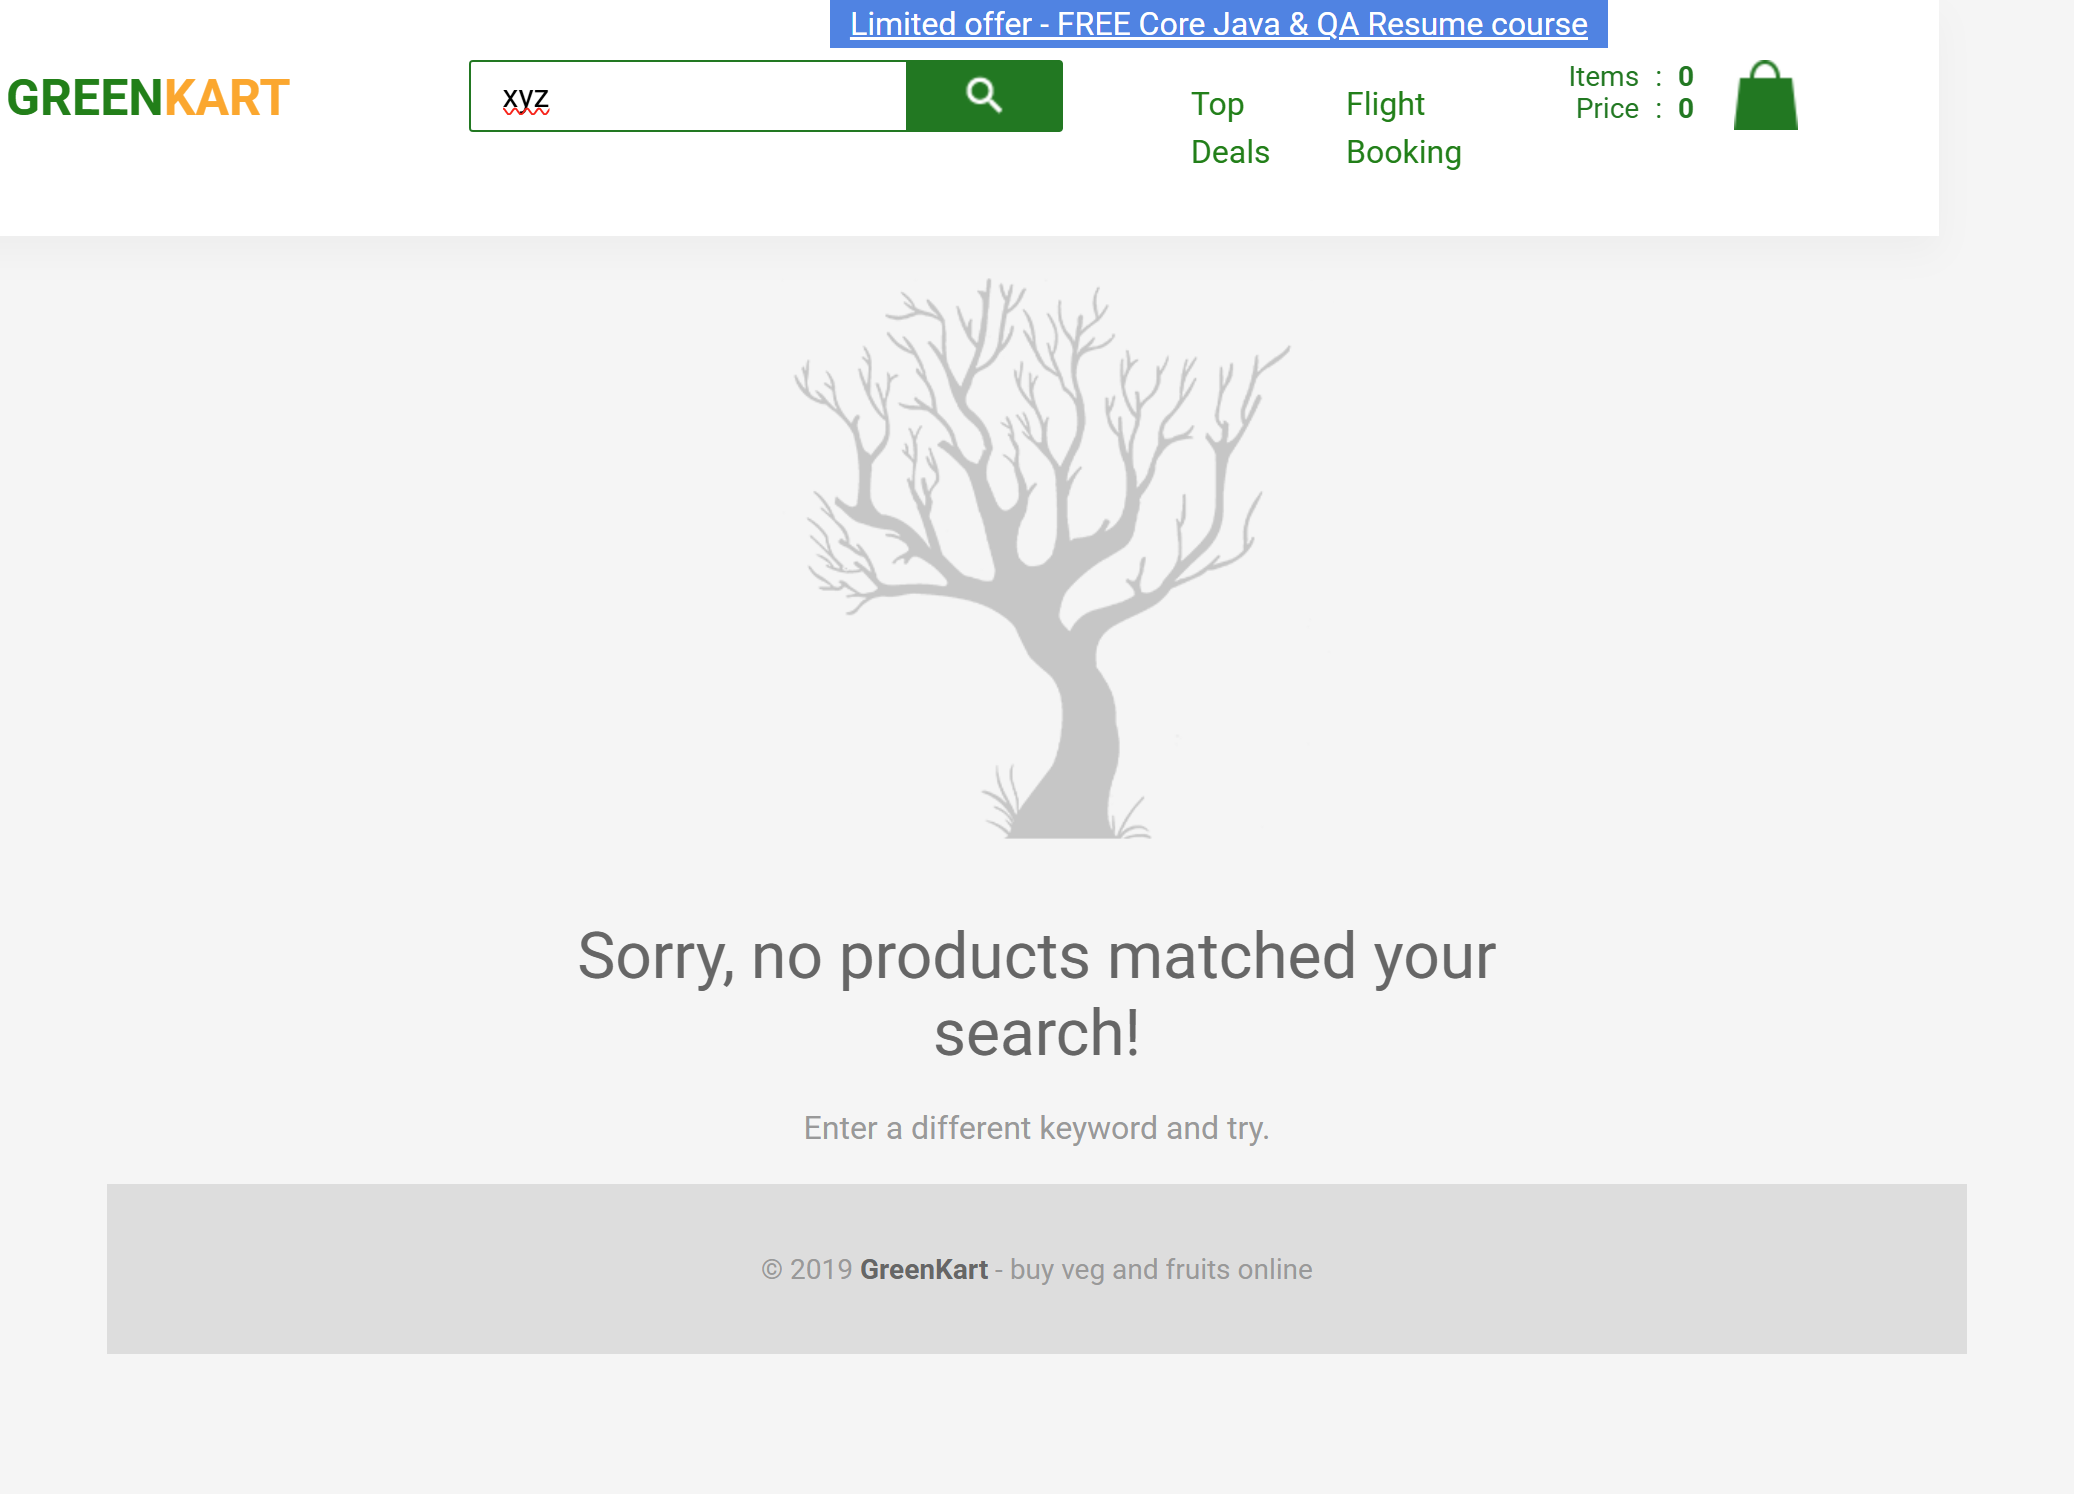 Limited offer - FREE Core Java & QA Resume course
GREENKART
xyz
Top
Deals
Flight
Booking
Items : 0
Price : 0
Sorry, no products matched your
search!
Enter a different keyword and try.
© 2019 GreenKart - buy veg and fruits online